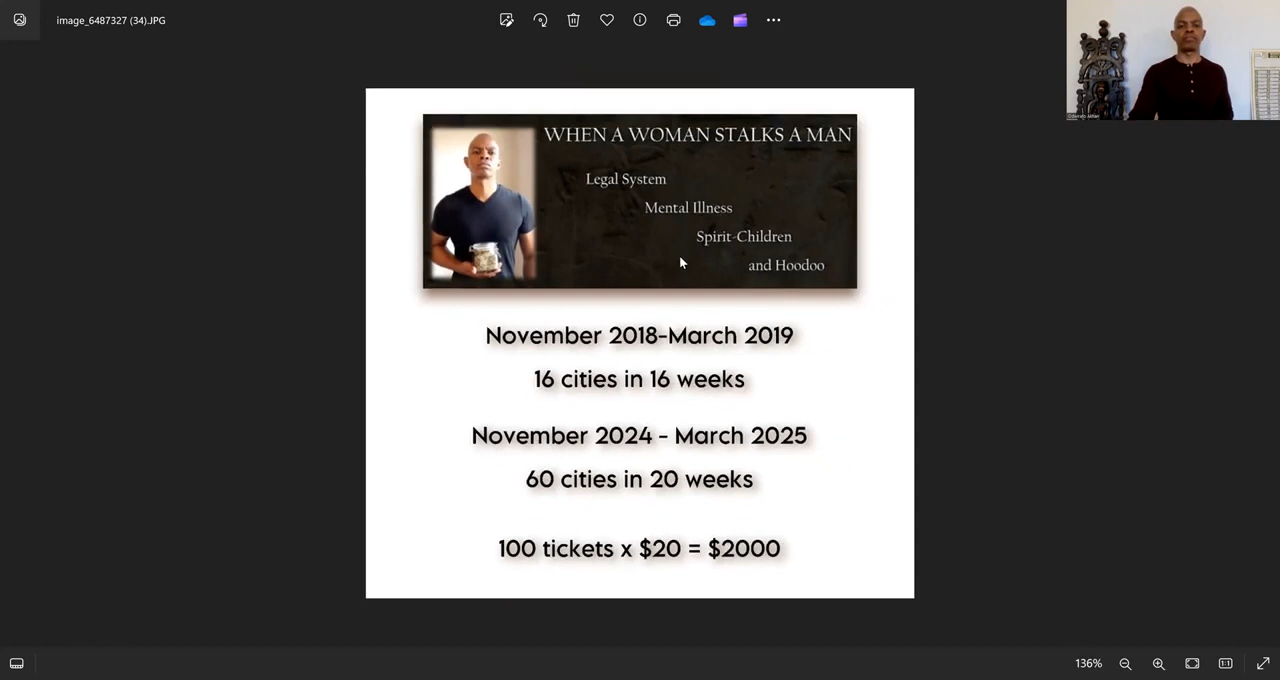 image_6487327 (34).JPG
WHEN A WOMAN STALKS A MAN
Legal System
Mental Illness
Spirit-Children
and Hoodoo
November 2018-March 2019
16 cities in 16 weeks
November 2024 - March 2025
60 cities in 20 weeks
100 tickets x $20 = $2000
136%
1:1